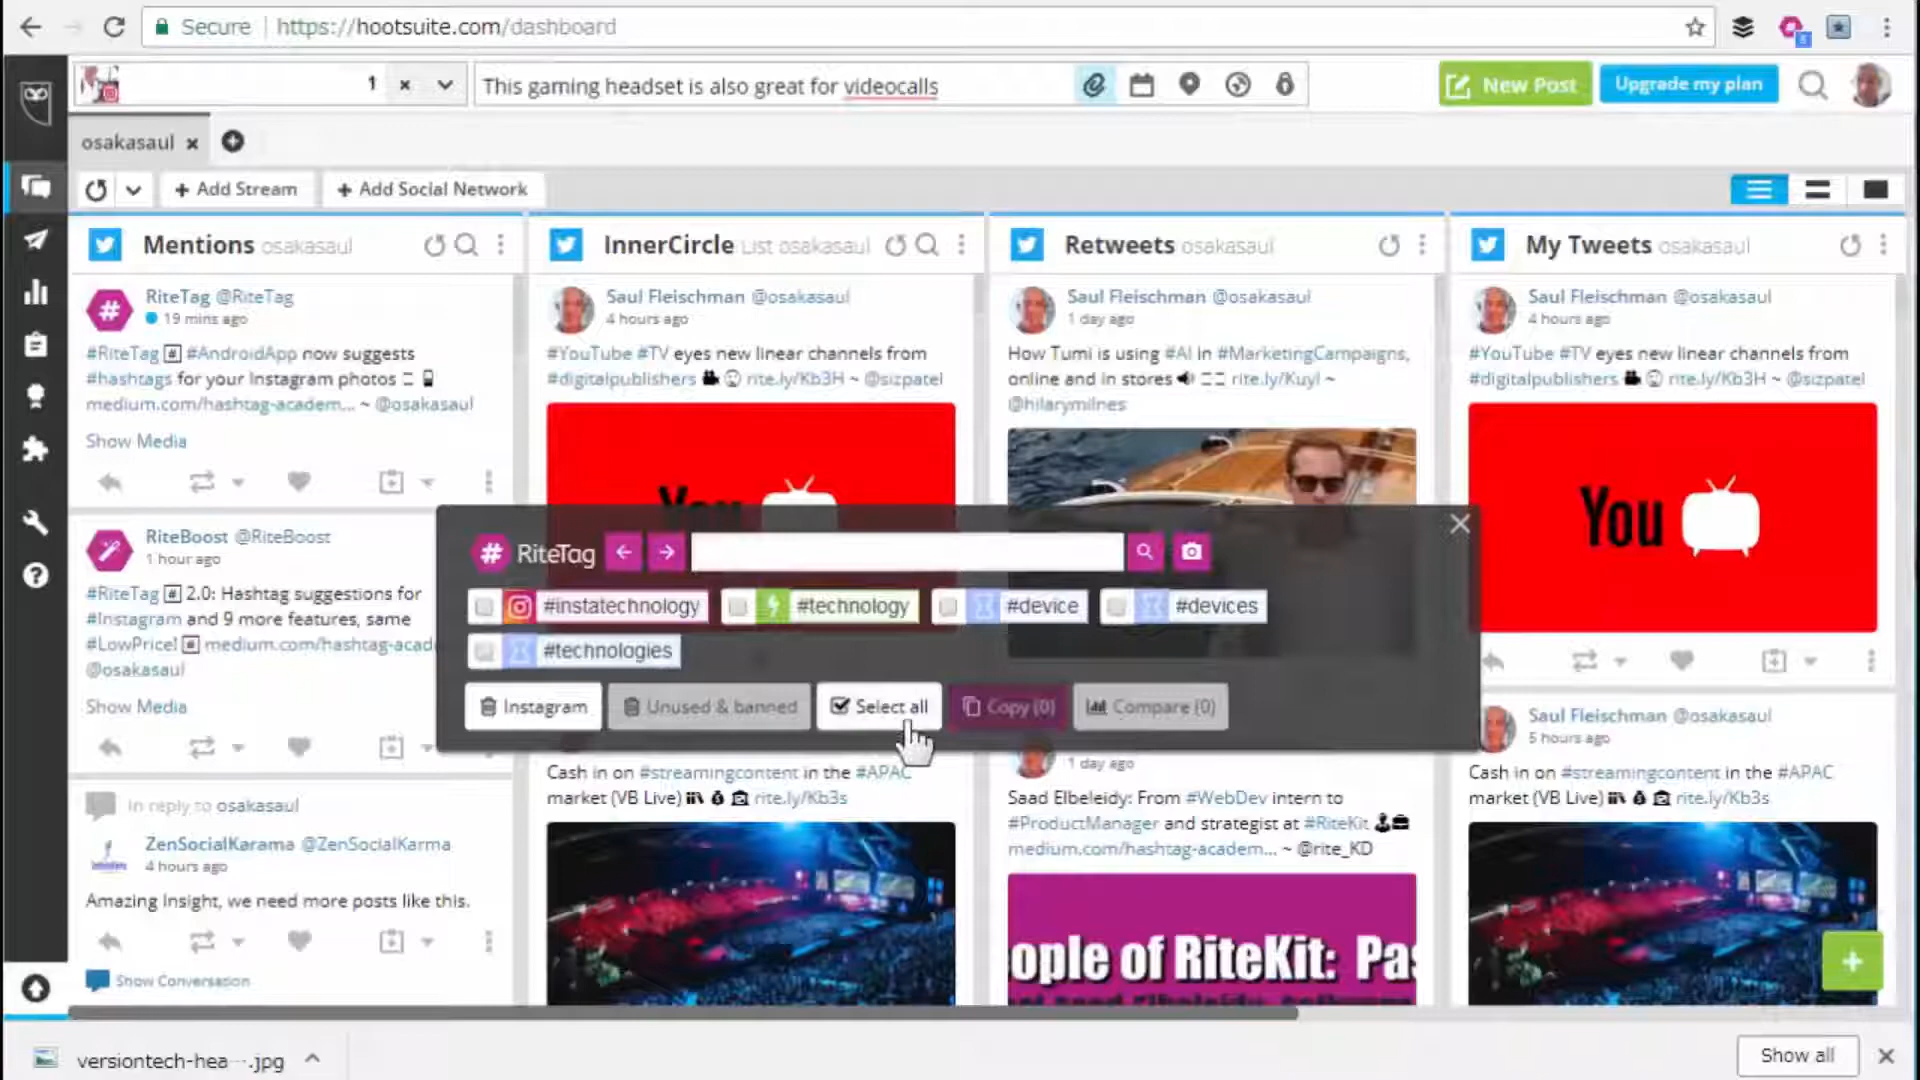 Secure https://hootsuite.com/dashboard
1
This gaming headset is also great for videocalls
New Post
Upgrade my plan
osakasaul
+ Add Stream
+ Add Social Network
Mentions osakasaul
RiteTag @RiteTag
19 mins ago
#RiteTag #AndroidApp now suggests
#hashtags for your Instagram photos
medium.com/hashtag-academ... ~ @osakasaul
Show Media
RiteBoost @RiteBoost
1 hour ago
#RiteTag 2.0: Hashtag suggestions for
#Instagram and 9 more features, same
#LowPrice! medium.com/hashtag-acad
@osakasaul
Show Media
In reply to osakasaul
ZenSocialKarama @ZenSocialKarma
4 hours ago
Amazing Insight, we need more posts like this.
Show Conversation
InnerCircle List osakasaul
Saul Fleischman @osakasaul
4 hours ago
#YouTube #TV eyes new linear channels from
#digitalpublishers rite.ly/Kb3H ~ @sizpatel
You
Cash in on #streamingcontent in the #APAC
market (VB Live) rite.ly/Kb3s
Retweets osakasaul
Saul Fleischman @osakasaul
1 day ago
How Tumi is using #AI in #MarketingCampaigns,
online and in stores rite.ly/Kuyl ~
@hilarymilnes
1 day ago
Saad Elbeleidy: From #WebDev intern to
#ProductManager and strategist at #RiteKit
medium.com/hashtag-academ... ~ @rite_KD
ople of RiteKit: Pas
My Tweets osakasaul
Saul Fleischman @osakasaul
4 hours ago
#YouTube #TV eyes new linear channels from
#digitalpublishers rite.ly/Kb3H ~ @sizpatel
You
Saul Fleischman @osakasaul
5 hours ago
Cash in on #streamingcontent in the #APAC
market (VB Live) rite.ly/Kb3s
# RiteTag
#instatechnology
#technology
#device
#devices
#technologies
Instagram
Unused & banned
Select all
Copy (0)
Compare (0)
versiontech-hea....jpg
Show all